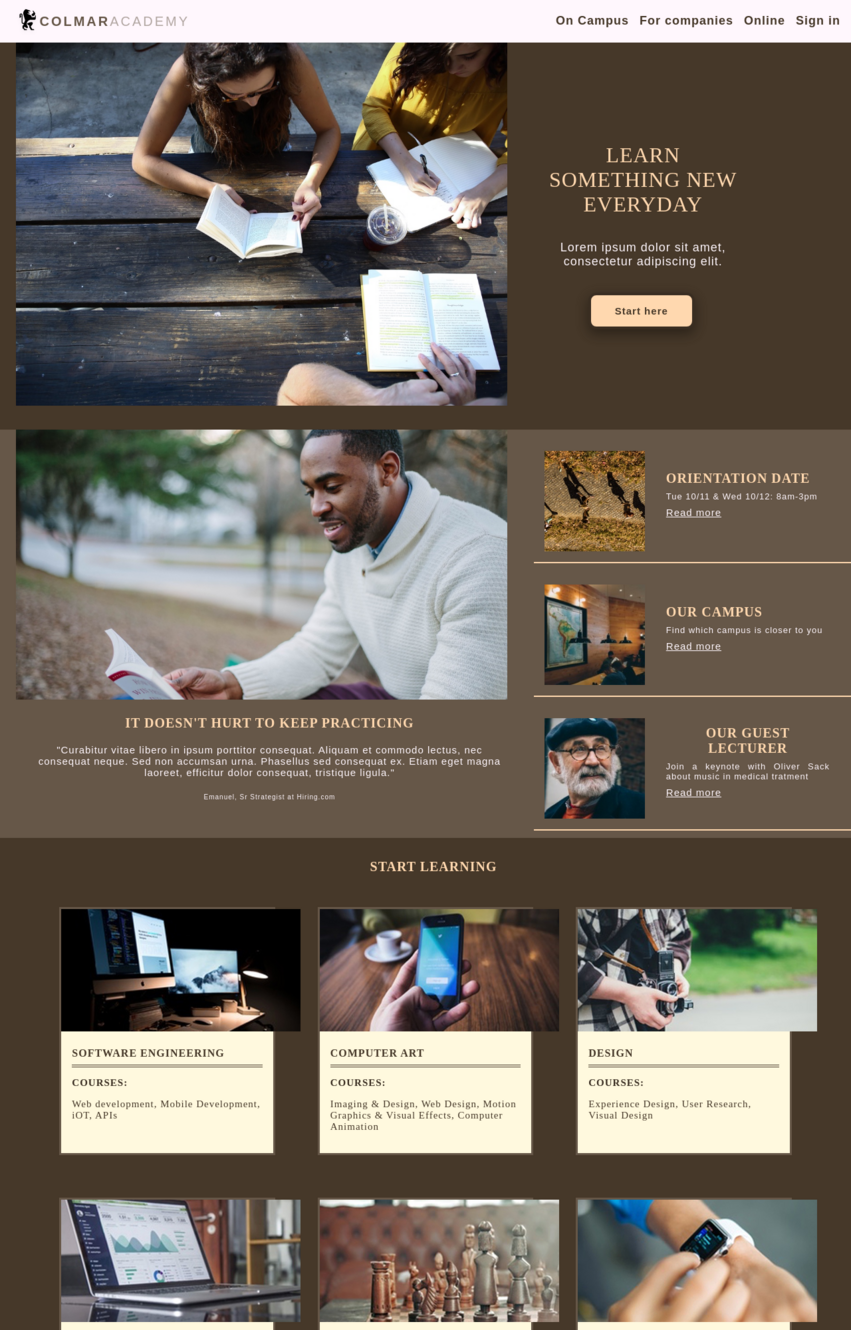 COLMARACADEMY
On Campus For companies Online Sign in
LEARN
SOMETHING NEW
EVERYDAY
Lorem ipsum dolor sit amet,
consectetur adipiscing elit.
Start here
ORIENTATION DATE
Tue 10/11 & Wed 10/12: 8am-3pm
Read more
OUR CAMPUS
Find which campus is closer to you
Read more
OUR GUEST
LECTURER
Join a keynote with Oliver Sack
about music in medical tratment
Read more
IT DOESN'T HURT TO KEEP PRACTICING
"Curabitur vitae libero in ipsum porttitor consequat. Aliquam et commodo lectus, nec
consequat neque. Sed non accumsan urna. Phasellus sed consequat ex. Etiam eget magna
laoreet, efficitur dolor consequat, tristique ligula."
Emanuel, Sr Strategist at Hiring.com
START LEARNING
SOFTWARE ENGINEERING
COURSES:
Web development, Mobile Development,
iOT, APIs
COMPUTER ART
COURSES:
Imaging & Design, Web Design, Motion
Graphics & Visual Effects, Computer
Animation
DESIGN
COURSES:
Experience Design, User Research,
Visual Design